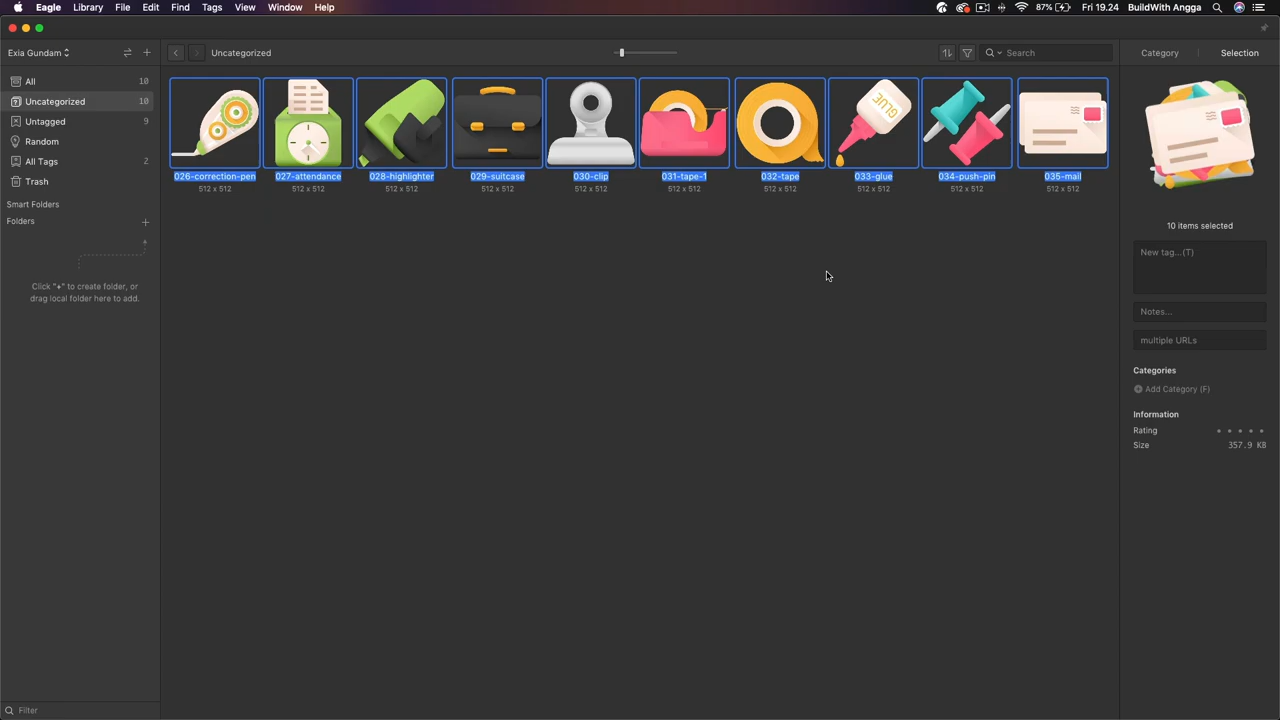 Eagle Library File Edit Find Tags View Window Help 87% Fri 19.24 BuildWith Angga
Exia Gundam Uncategorized Search Category Selection
All 10
Uncategorized 10
Untagged 9
Random
All Tags 2
Trash
Smart Folders
Folders
Click "+" to create folder, or
drag local folder here to add.
Filter
GLUE
026-correction-pen 027-attendance 028-highlighter 029-suitcase 030-clip 031-tape-1 032-tape 033-glue 034-push-pin 035-mail
512 x 512 512 x 512 512 x 512 512 x 512 512 x 512 512 x 512 512 x 512 512 x 512 512 x 512 512 x 512
10 items selected
New tag...(T)
Notes...
multiple URLs
Categories
Add Category (F)
Information
Rating
Size 357.9 KB